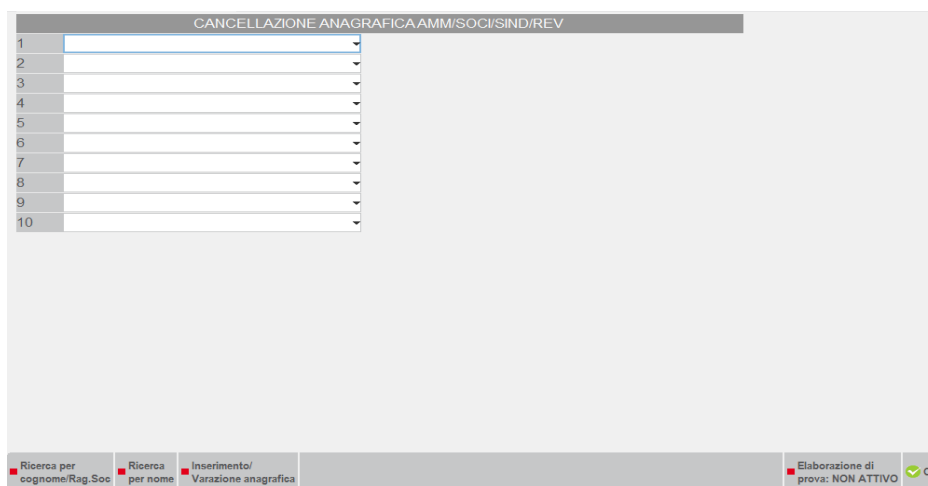 CANCELLAZIONE ANAGRAFICA AMM/SOCI/SIND/REV
1
2
3
4
5
6
7
8
9
10
Ricerca per
cognome/Rag.Soc
Ricerca
per nome
Inserimento/
Varazione anagrafica
Elaborazione di
prova: NON ATTIVO